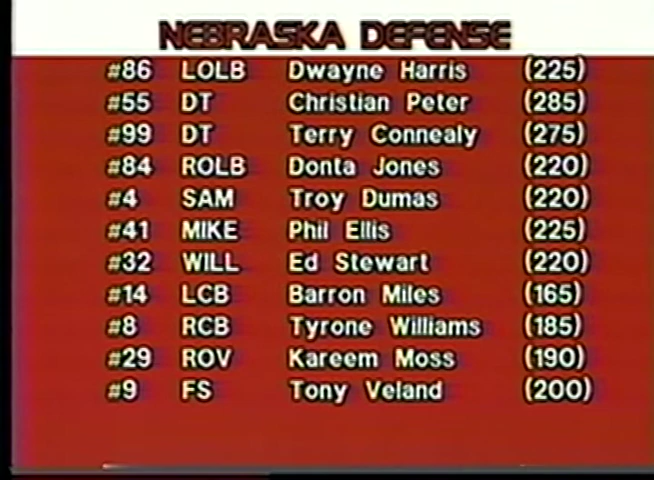 NEBRASKA DEFENSE
#86 LOLB Dwayne Harris (225)
#55 DT Christian Peter (285)
#99 DT Terry Connealy (275)
#84 ROLB Donta Jones (220)
#4 SAM Troy Dumas (220)
#41 MIKE Phil Ellis (225)
#32 WILL Ed Stewart (220)
#14 LCB Barron Miles (165)
#8 RCB Tyrone Williams (185)
#29 ROV Kareem Moss (190)
#9 FS Tony Veland (200)